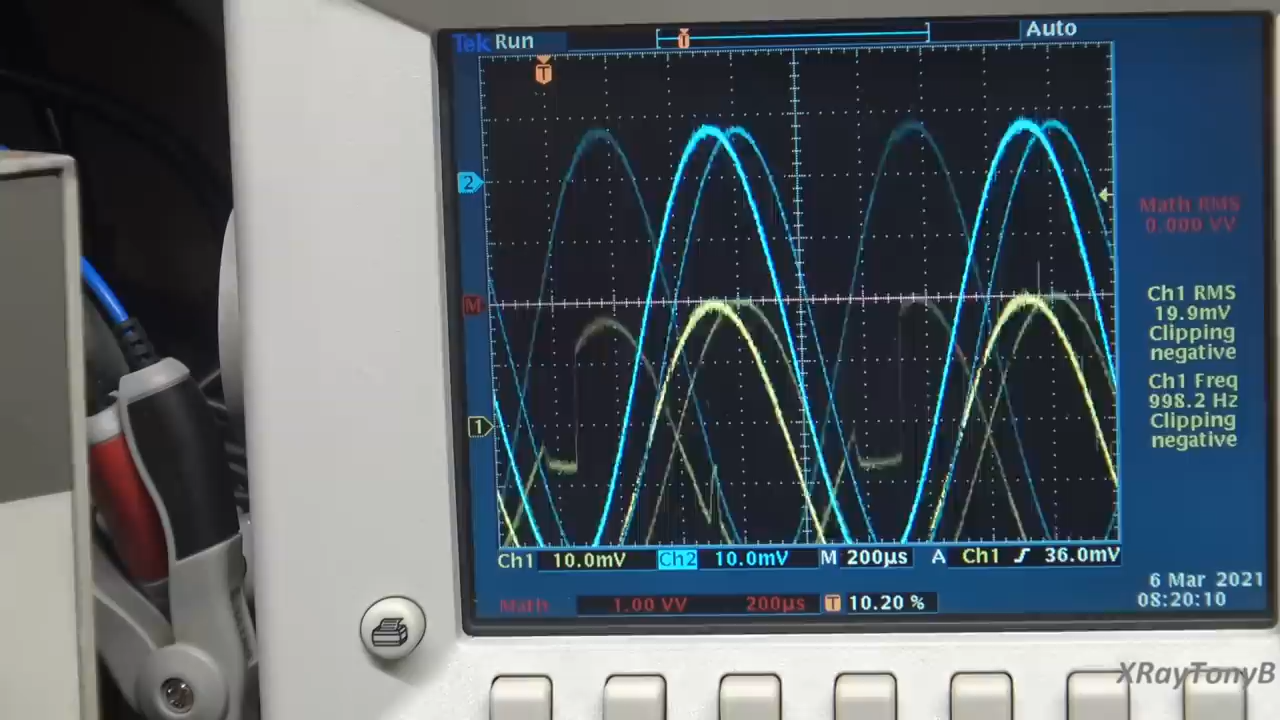 Tek Run
T
Auto
T
2
M
1
Math RMS
0.000 VV
Ch1 RMS
19.9mV
Clipping
negative
Ch1 Freq
998.2 Hz
Clipping
negative
Ch1 10.0mV Ch2 10.0mV M 200µs A Ch1 36.0mV
Math 1.00 VV 200µs T 10.20 %
6 Mar 2021
08:20:10
XRayTonyB